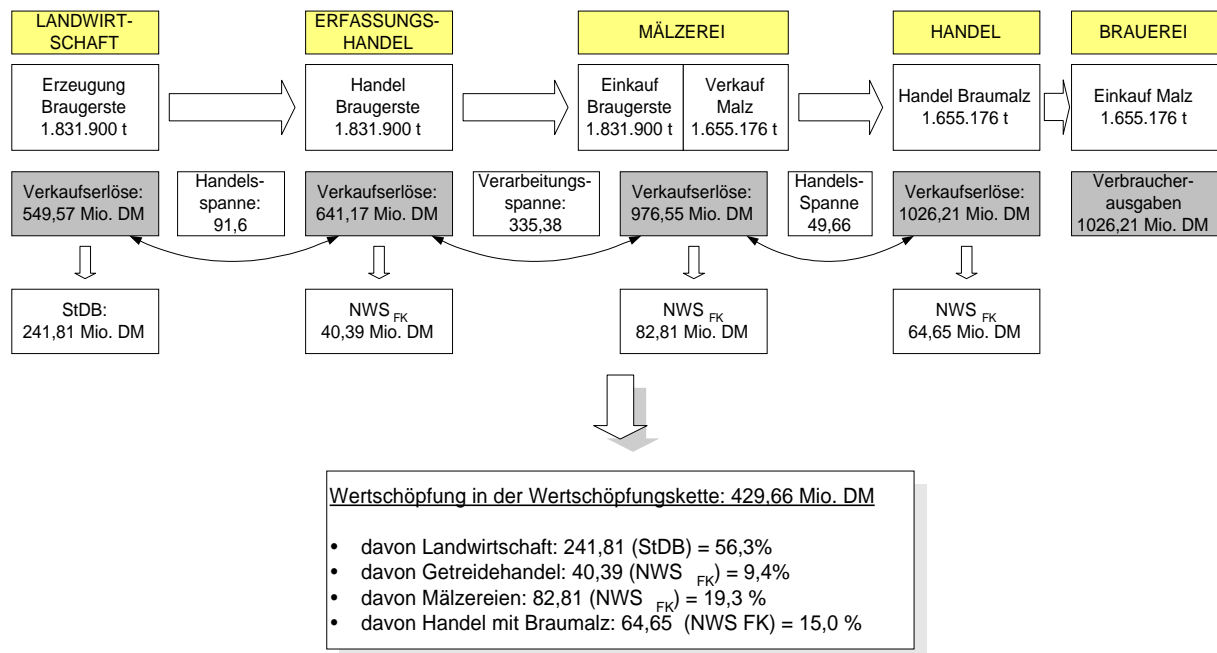 LANDWIRT-
SCHAFT
ERFASSUNGS-
HANDEL
MÄLZEREI
HANDEL
BRAUEREI
Erzeugung
Braugerste
1.831.900 t
Handel
Braugerste
1.831.900 t
Einkauf
Braugerste
1.831.900 t
Verkauf
Malz
1.655.176 t
Handel Braumalz
1.655.176 t
Einkauf Malz
1.655.176 t
Verkaufserlöse:
549,57 Mio. DM
Handels-
spanne:
91,6
Verkaufserlöse:
641,17 Mio. DM
Verarbeitungs-
spanne:
335,38
Verkaufserlöse:
976,55 Mio. DM
Handels-
Spanne
49,66
Verkaufserlöse:
1026,21 Mio. DM
Verbraucher-
ausgaben
1026,21 Mio. DM
StDB:
241,81 Mio. DM
NWS FK
40,39 Mio. DM
NWS FK
82,81 Mio. DM
NWS FK
64,65 Mio. DM
Wertschöpfung in der Wertschöpfungskette: 429,66 Mio. DM
• davon Landwirtschaft: 241,81 (StDB) = 56,3%
• davon Getreidehandel: 40,39 (NWS FK) = 9,4%
• davon Mälzereien: 82,81 (NWS FK) = 19,3 %
• davon Handel mit Braumalz: 64,65 (NWS FK) = 15,0 %